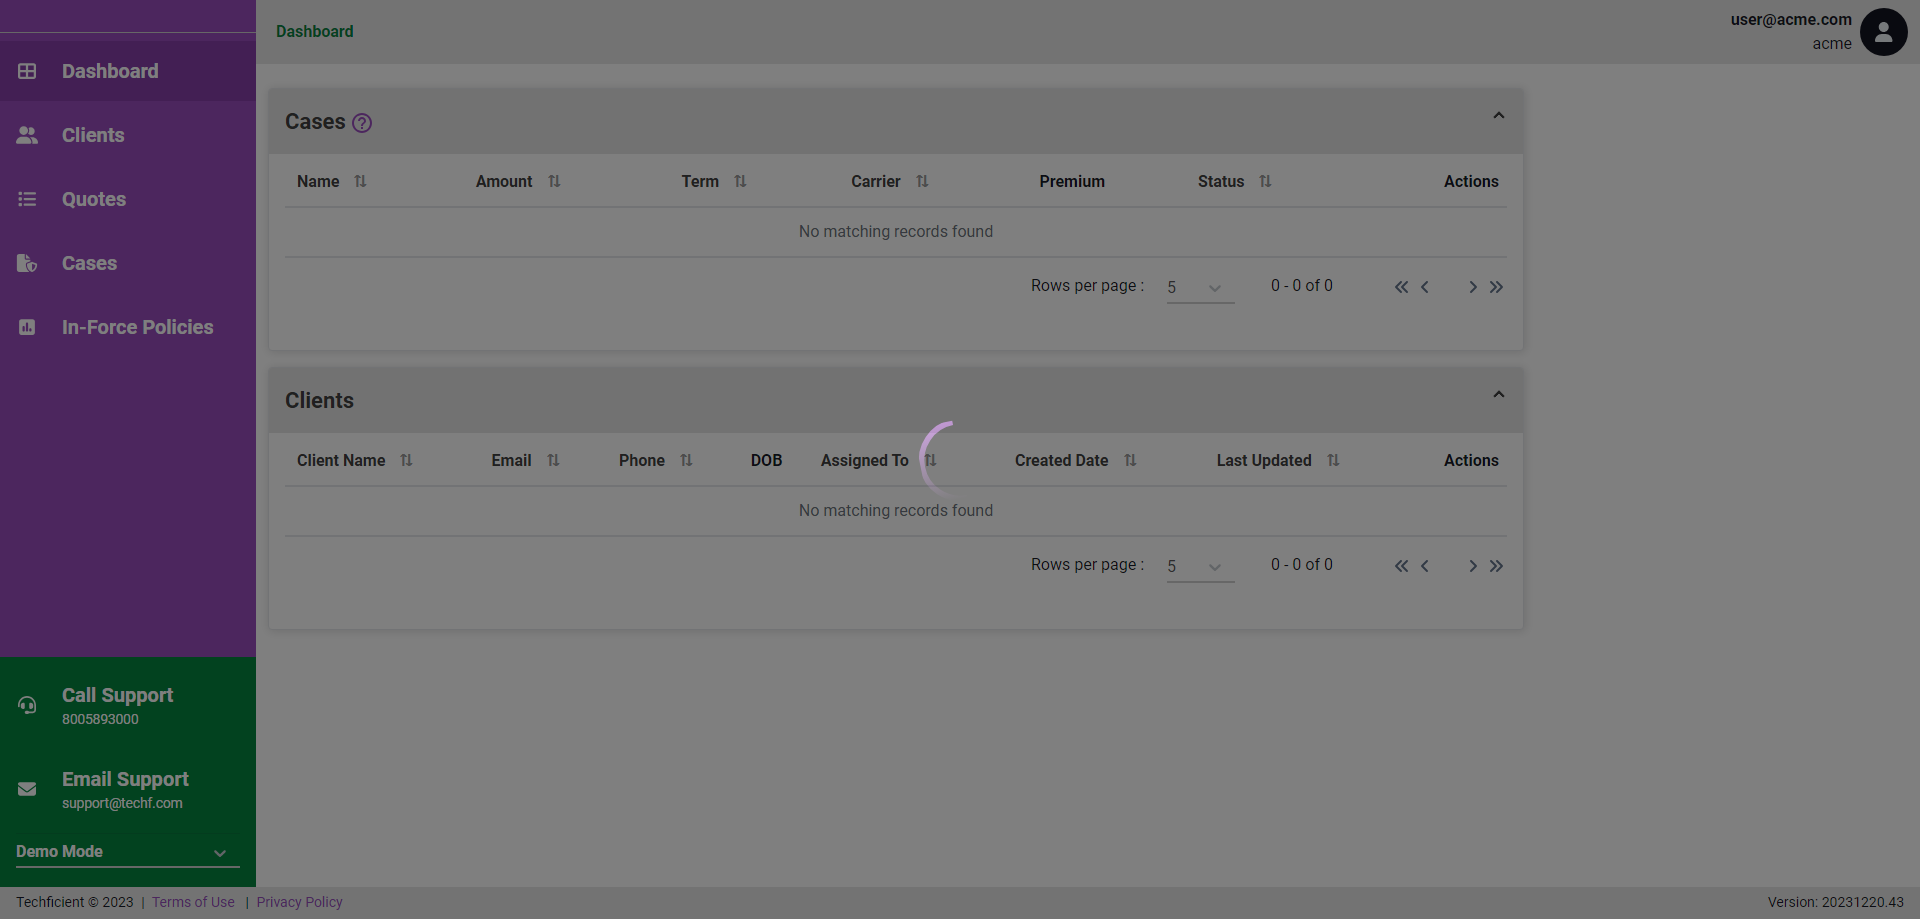 Dashboard
user@acme.com
acme
Dashboard
Clients
Quotes
Cases
In-Force Policies
Cases
Name Amount Term Carrier Premium Status Actions
No matching records found
Rows per page : 5 0 - 0 of 0
Clients
Client Name Email Phone DOB Assigned To Created Date Last Updated Actions
No matching records found
Rows per page : 5 0 - 0 of 0
Call Support
8005893000
Email Support
support@techf.com
Demo Mode
Techficient © 2023 | Terms of Use | Privacy Policy
Version: 20231220.43